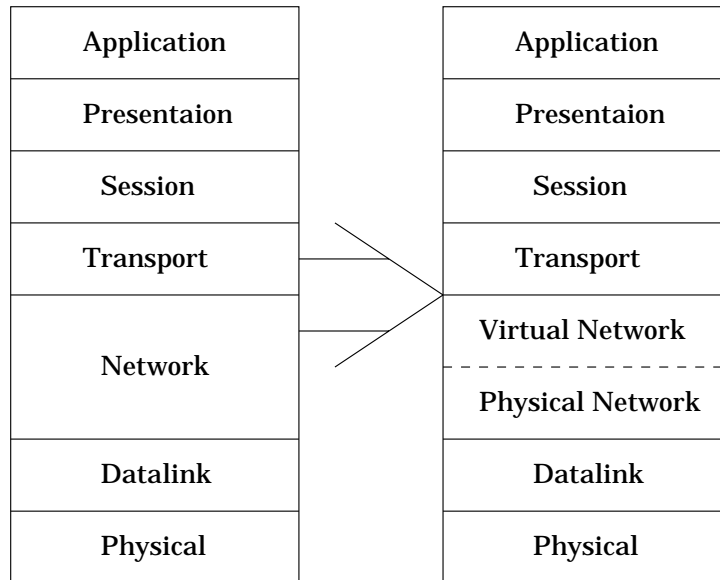 Application
Presentaion
Session
Transport
Network
Datalink
Physical
Application
Presentaion
Session
Transport
Virtual Network
Physical Network
Datalink
Physical